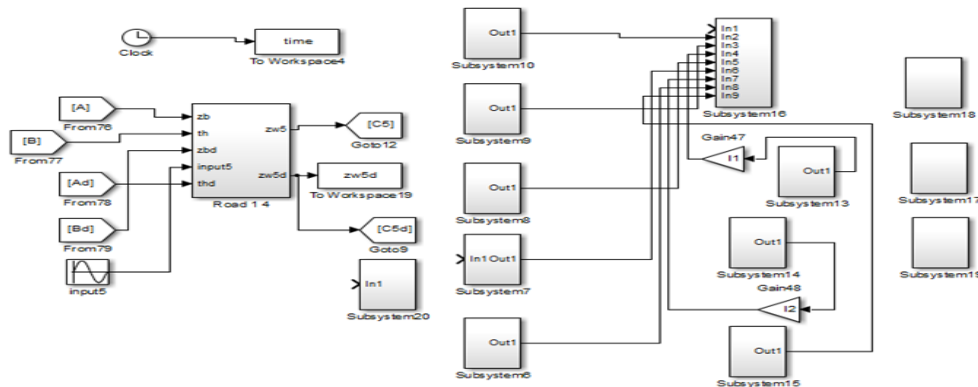 Clock
time
To Workspace4
[A]
From76
[B]
From77
[Ad]
From78
[Bd]
From79
input5
zb
th
zbd
input5
thd
zw5
zw5d
Road 1 4
[C5]
Goto12
zw5d
To Workspace19
[C5d]
Goto9
In1
Subsystem20
Out1
Subsystem10
Out1
Subsystem9
Out1
Subsystem8
In1 Out1
Subsystem7
Out1
Subsystem6
In1
In2
In3
In4
In5
In6
In7
In8
In9
Subsystem16
Gain47
l1
Out1
Subsystem13
Out1
Subsystem14
Gain48
l2
Out1
Subsystem15
Subsystem18
Subsystem17
Subsystem19